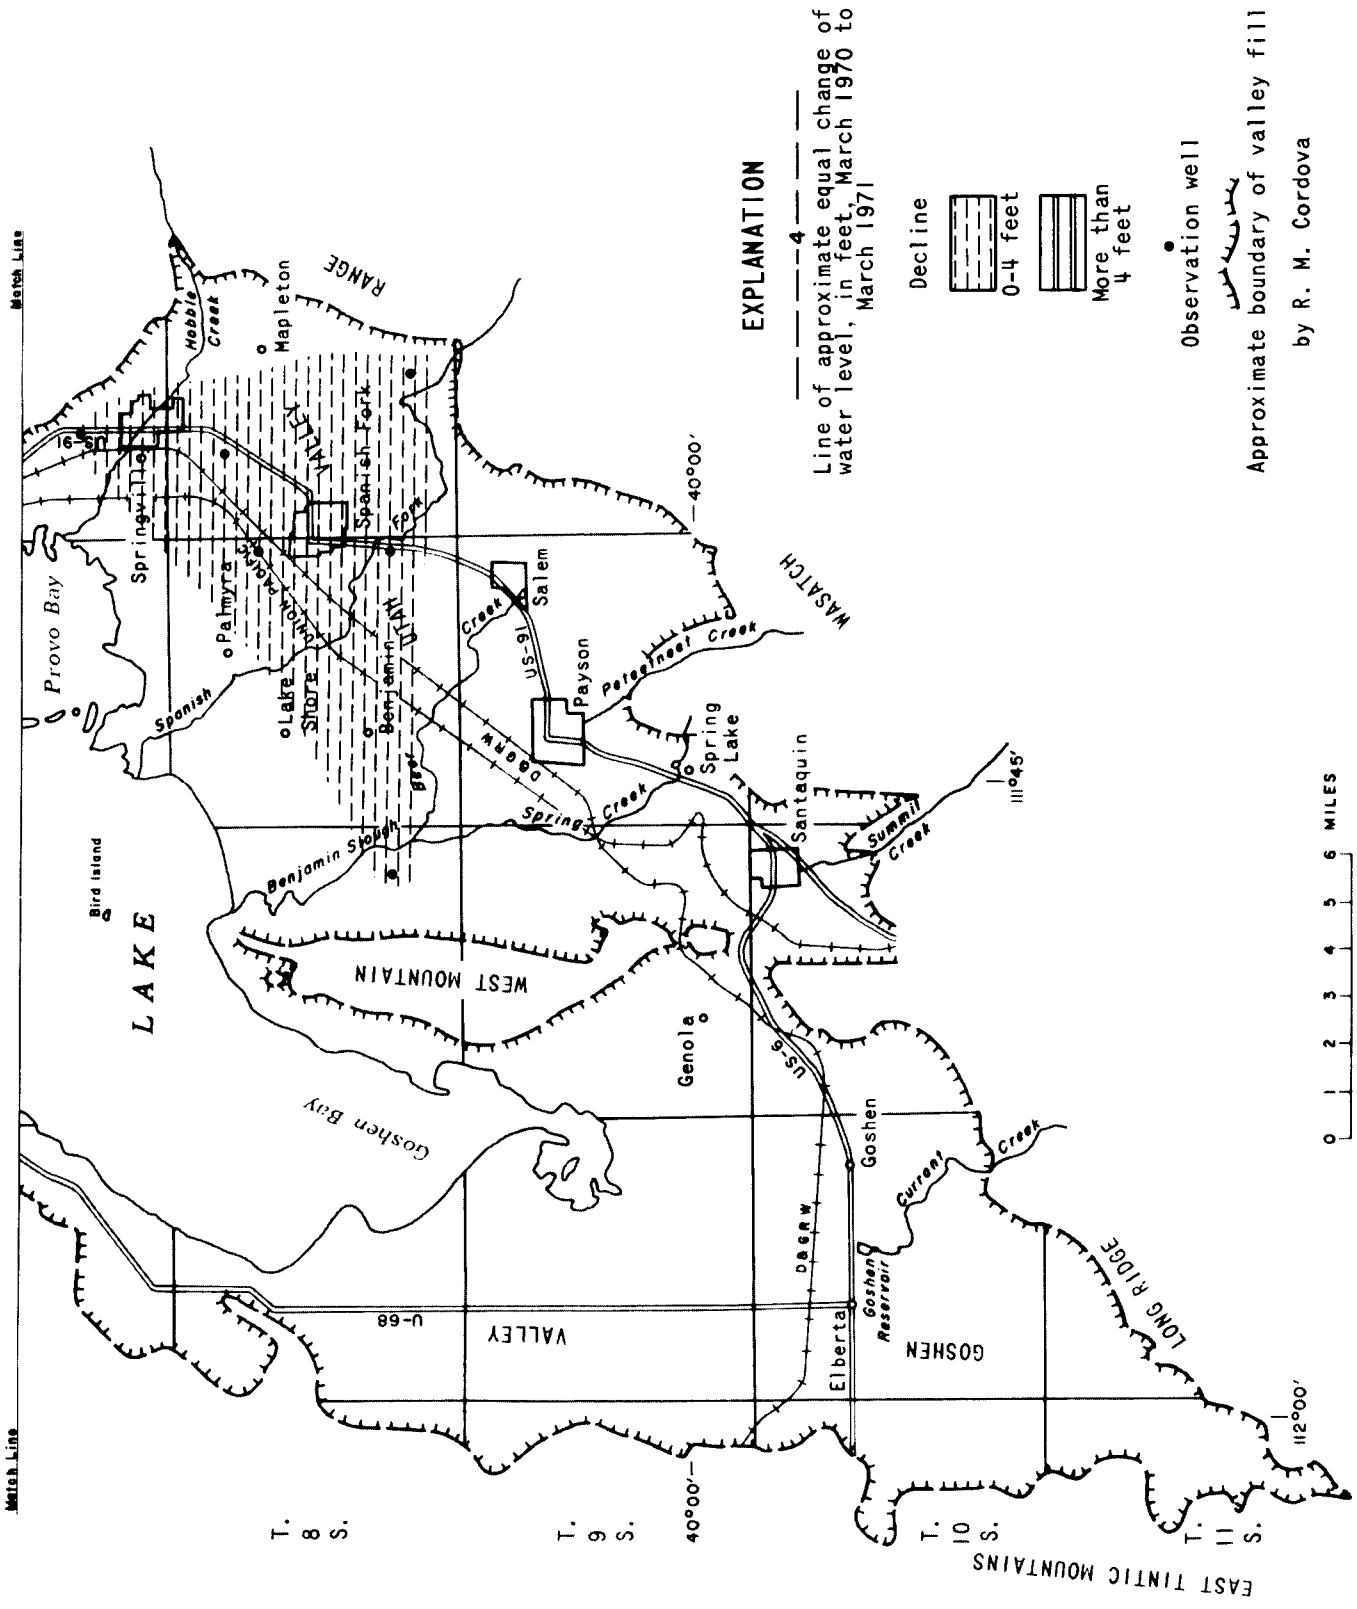 Match Line
Match Line
Provo Bay
Bird Island
LAKE
Goshen Bay
Hobble
Creek
Mapleton
RANGE
US-91
Springville
VALLEY
Spanish Fork
Palmyra
UNION PACIFIC
Fork
Spanish
Lake
Shore
UTAH
Benjamin
Beer
Creek
Salem
US-91
Payson
Peteetneet Creek
WASATCH
D&GRW
Benjamin Slough
Spring
Creek
Spring
Lake
Santaquin
Summit
Creek
WEST MOUNTAIN
Genola
US-6
Goshen
Current
Creek
D&GRW
Goshen
Reservoir
Elberta
U-68
VALLEY
GOSHEN
LONG RIDGE
EAST TINTIC MOUNTAINS
T.
8
S.
T.
9
S.
T.
10
S.
T.
11
S.
40°00'
40°00'
111°45'
112°00'
EXPLANATION
4
Line of approximate equal change of
water level, in feet, March 1970 to
March 1971
Decline
0-4 feet
More than
4 feet
Observation well
Approximate boundary of valley fill
by R. M. Cordova
0 1 2 3 4 5 6 MILES